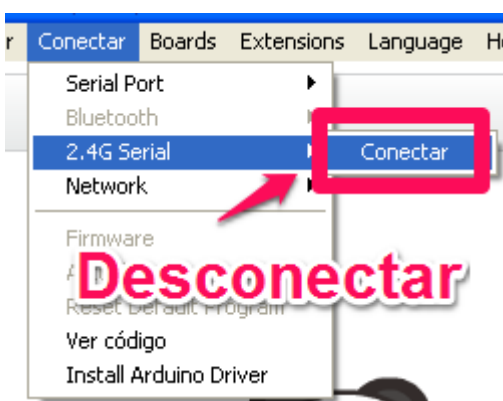 Conectar Boards Extensions Language
Serial Port
Bluetooth
2.4G Serial Conectar
Network
Firmware
Desconectar
Reset Default Program
Ver código
Install Arduino Driver